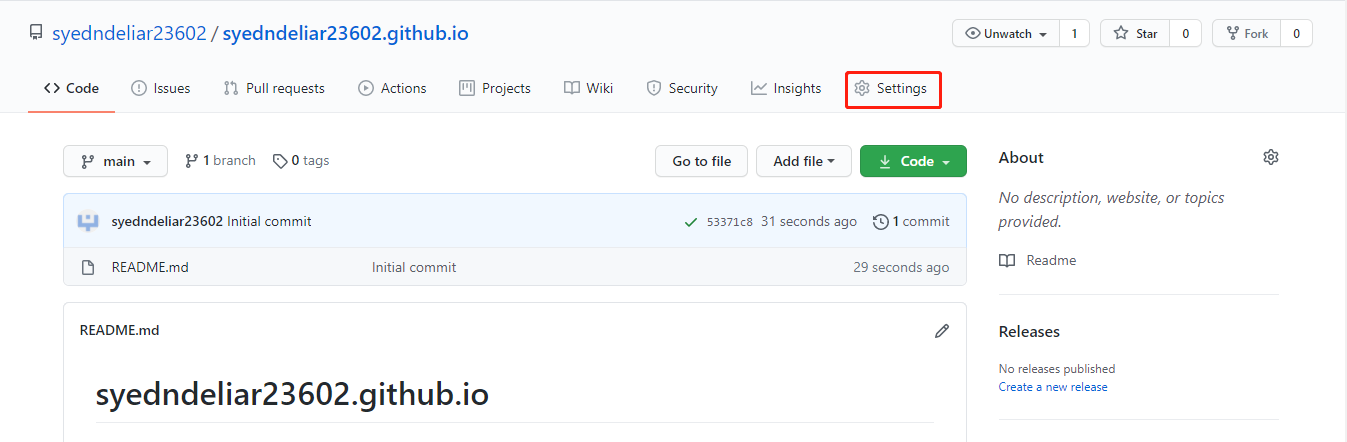 syedndeliar23602 / syedndeliar23602.github.io
Unwatch 1 Star 0 Fork 0
Code Issues Pull requests Actions Projects Wiki Security Insights Settings
main 1 branch 0 tags Go to file Add file Code
syedndeliar23602 Initial commit 53371c8 31 seconds ago 1 commit
README.md Initial commit 29 seconds ago
README.md
syedndeliar23602.github.io
About
No description, website, or topics
provided.
Readme
Releases
No releases published
Create a new release